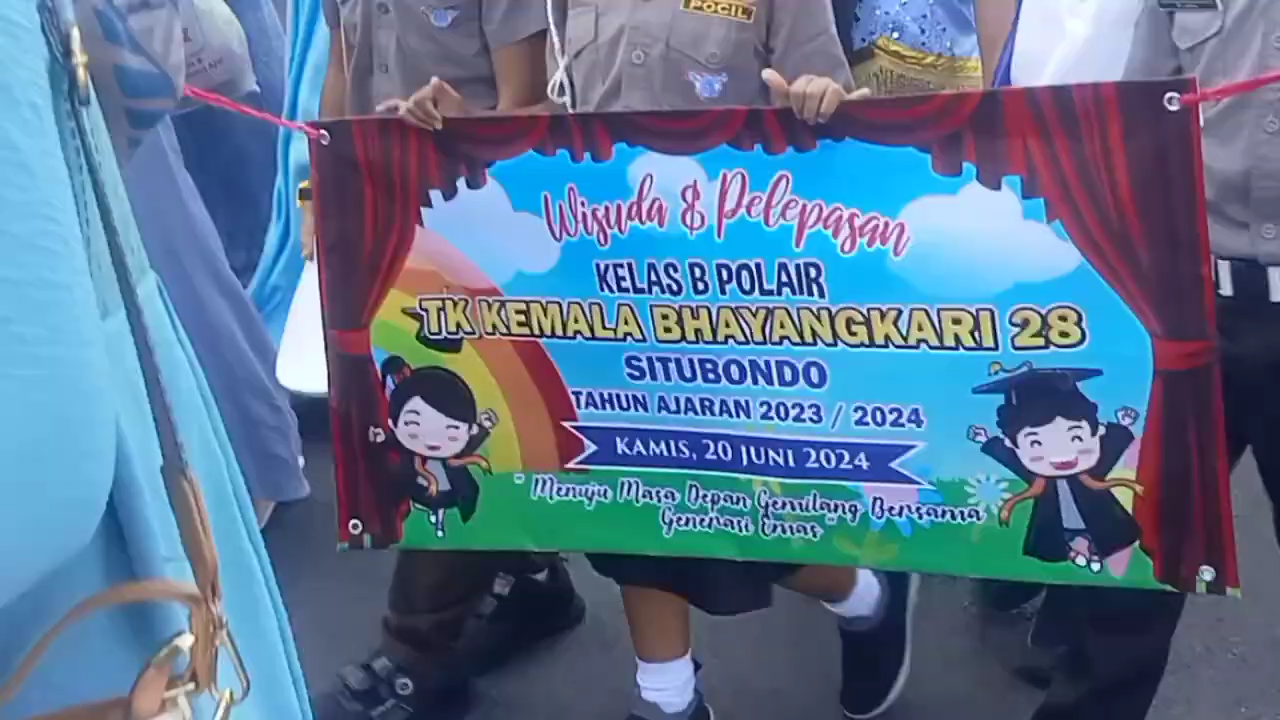 POCIL
Wisuda & Pelepasan
KELAS B POLAIR
TK KEMALA BHAYANGKARI 28
SITUBONDO
TAHUN AJARAN 2023 / 2024
KAMIS, 20 JUNI 2024
"Menuju Masa Depan Gemilang Bersama
Generasi Emas"